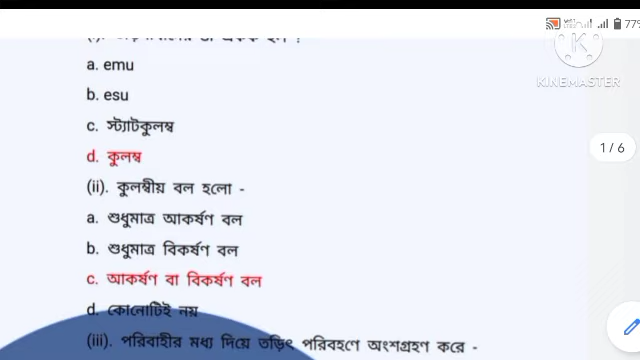 77%
KINEMASTER
a. emu
b. esu
c. স্ট্যাটকুলম্ব
d. কুলম্ব
1/6
(ii). কুলম্বীয় বল হলো -
a. শুধুমাত্র আকর্ষণ বল
b. শুধুমাত্র বিকর্ষণ বল
c. আকর্ষণ বা বিকর্ষণ বল
d. কোনোটিই নয়
(iii). পরিবাহীর মধ্য দিয়ে তড়িৎ পরিবহণে অংশগ্রহণ করে -